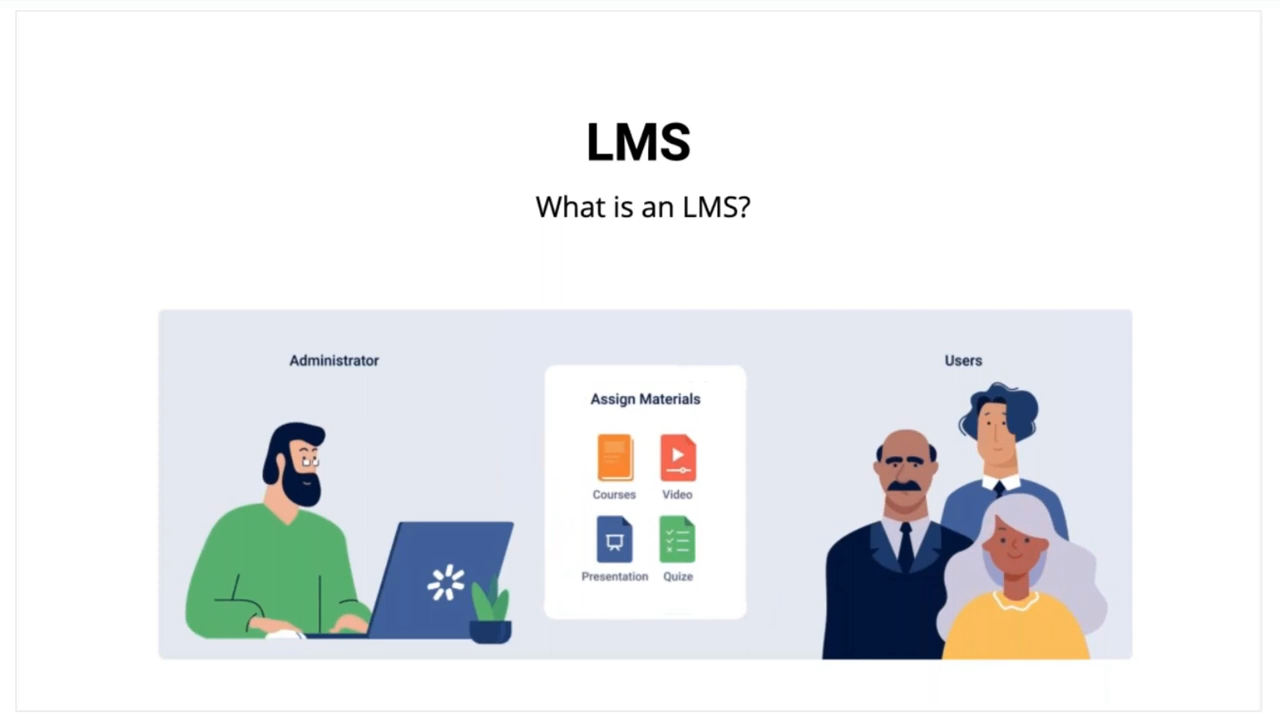 LMS
What is an LMS?
Administrator
Users
Assign Materials
Courses
Video
Presentation
Quize